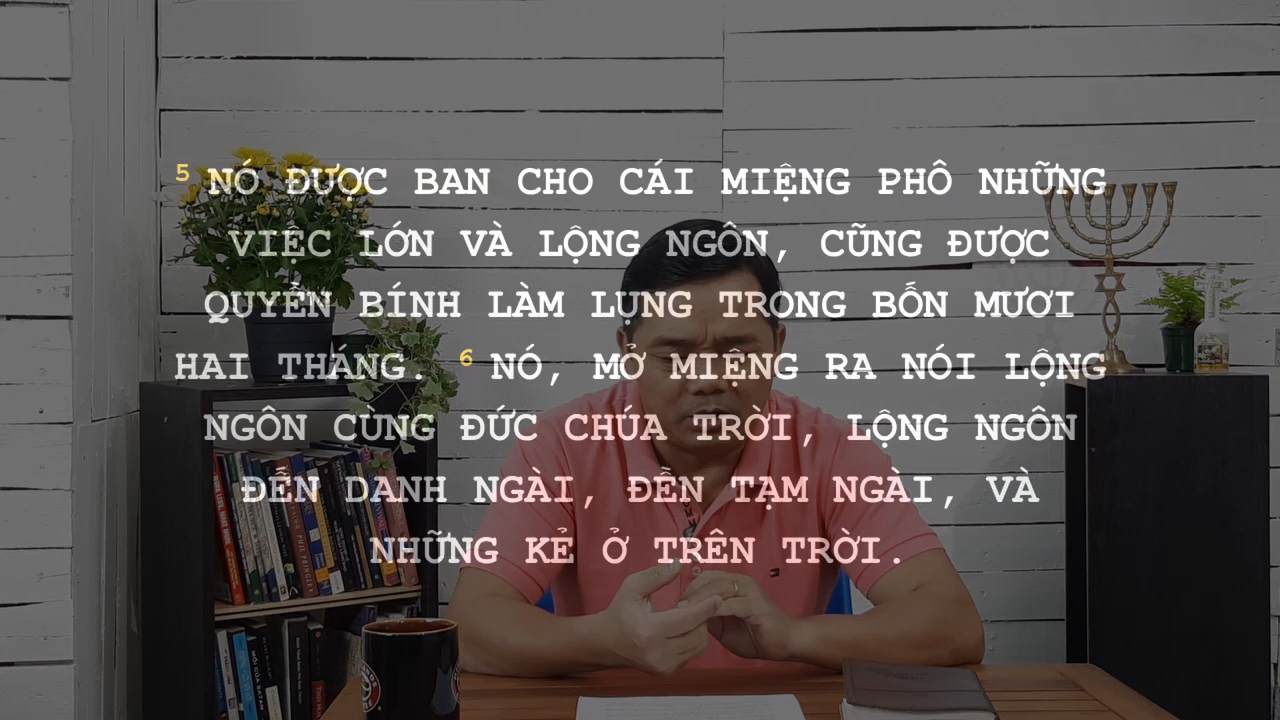 5 NÓ ĐƯỢC BAN CHO CÁI MIỆNG PHÔ NHỮNG
VIỆC LỚN VÀ LỘNG NGÔN, CŨNG ĐƯỢC
QUYỀN BÍNH LÀM LỤNG TRONG BỐN MƯƠI
HAI THÁNG. 6 NÓ, MỞ MIỆNG RA NÓI LỘNG
NGÔN CÙNG ĐỨC CHÚA TRỜI, LỘNG NGÔN
ĐẾN DANH NGÀI, ĐỀN TẠM NGÀI, VÀ
NHỮNG KẺ Ở TRÊN TRỜI.